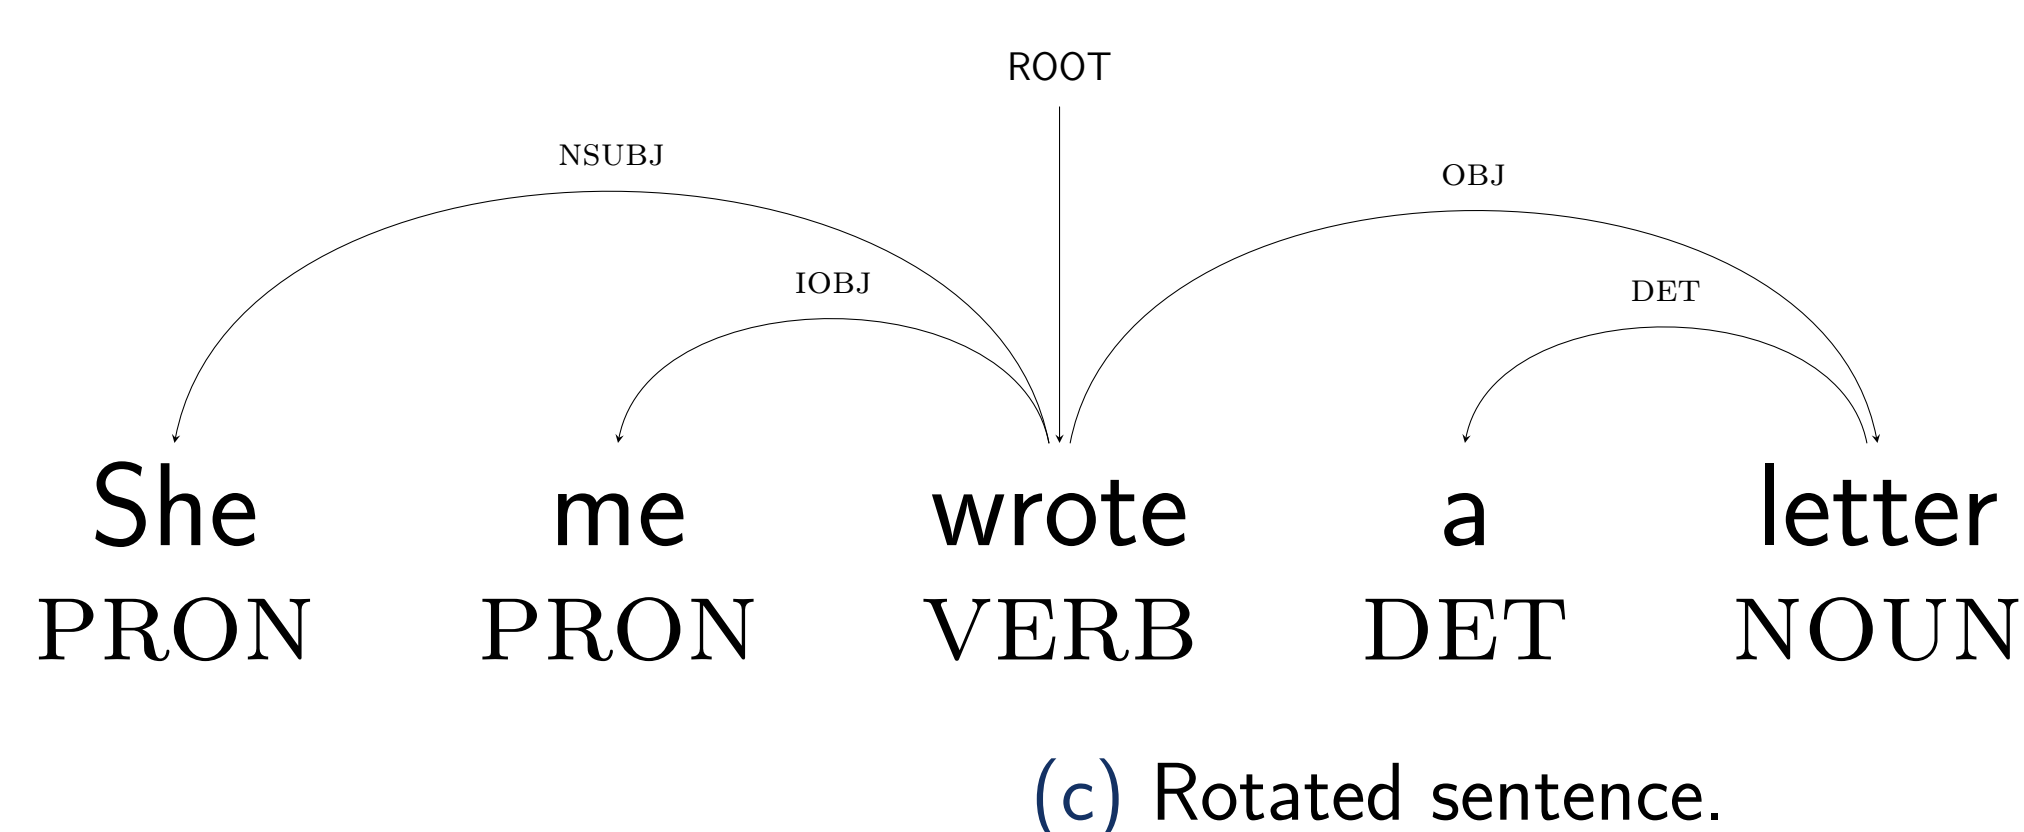 ROOT
NSUBJ
OBJ
IOBJ
DET
She me wrote a letter
PRON PRON VERB DET NOUN
(c) Rotated sentence.